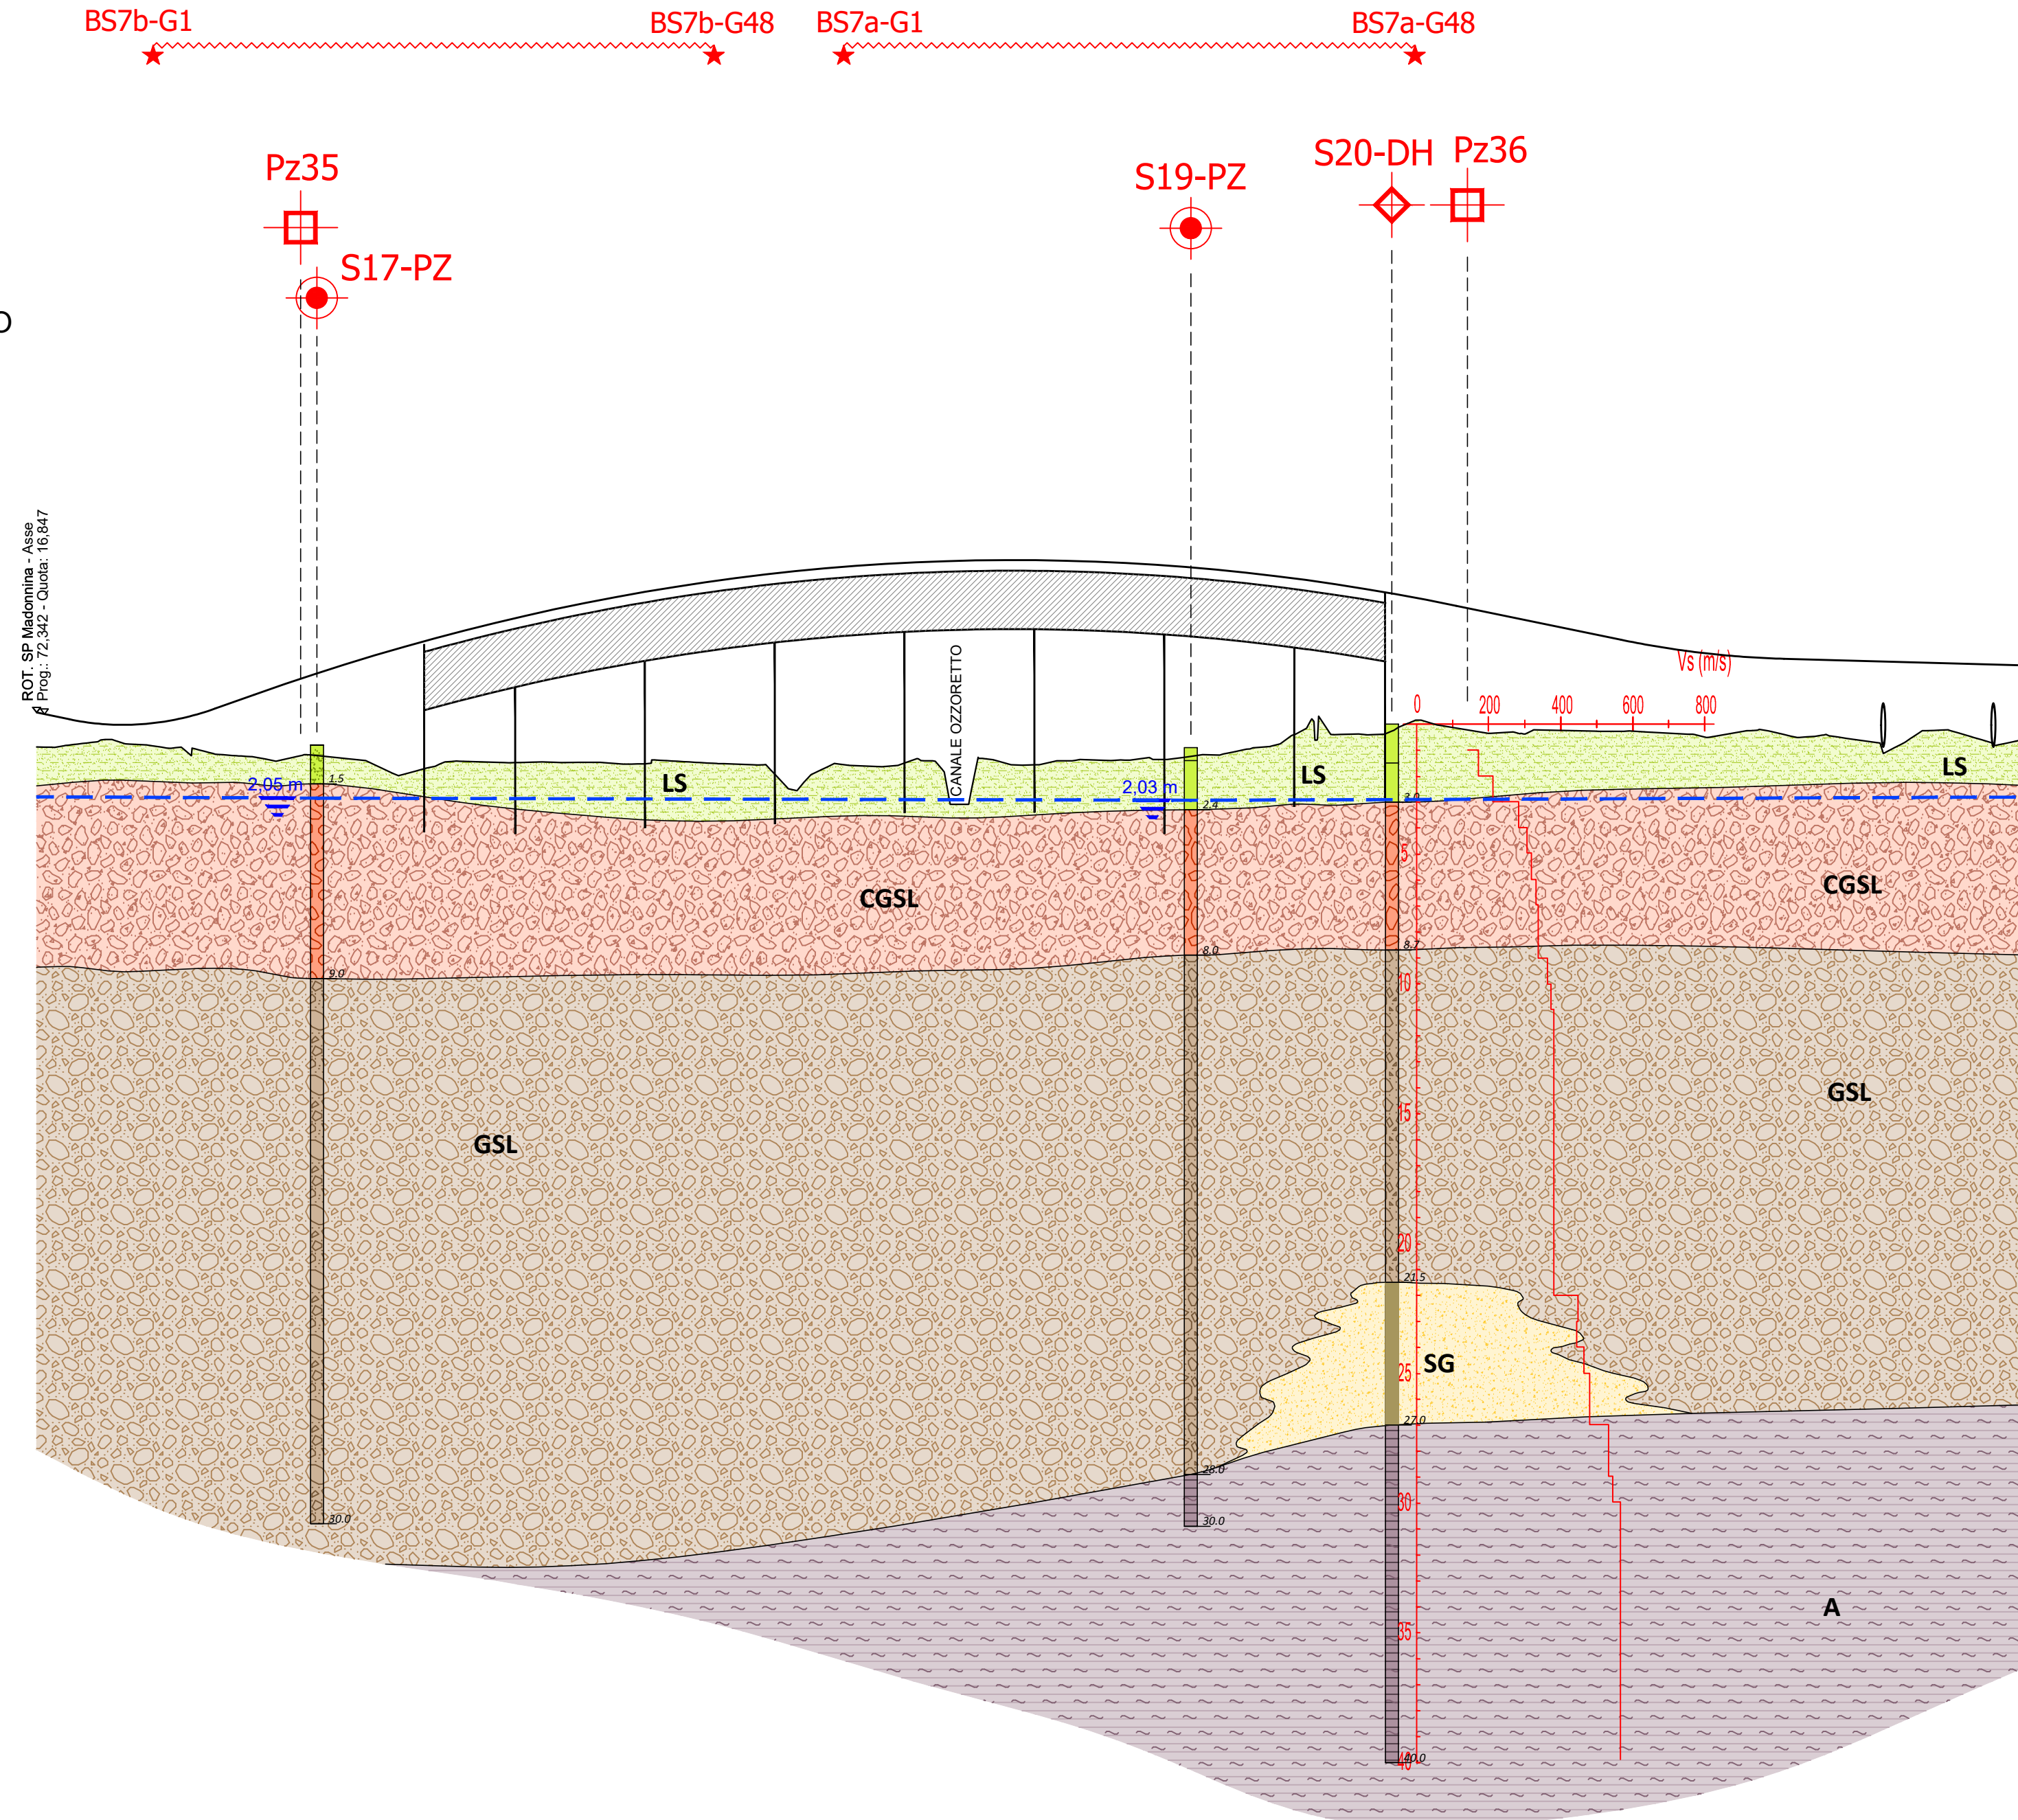 BS7b-G1
BS7b-G48
BS7a-G1
BS7a-G48
Pz35
S17-PZ
S19-PZ
S20-DH
Pz36
O
ROT. SP Madonnina - Asse
Prog.: 72,342 - Quota: 16,847
CANALE OZZORETTO
Vs (m/s)
0
200
400
600
800
2,05 m
2,03 m
1.5
9.0
30.0
2.4
8.0
28.0
30.0
3.0
8.7
21.5
27.0
40.0
5
10
15
20
25
30
35
40
LS
LS
LS
CGSL
CGSL
GSL
GSL
SG
A